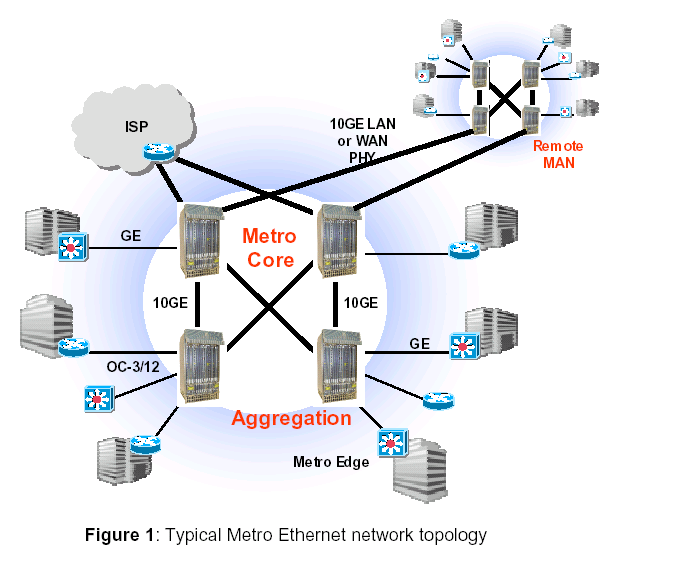 ISP
10GE LAN
or WAN
PHY
Remote
MAN
GE
Metro
Core
10GE
10GE
OC-3/12
GE
Aggregation
Metro Edge
Figure 1: Typical Metro Ethernet network topology